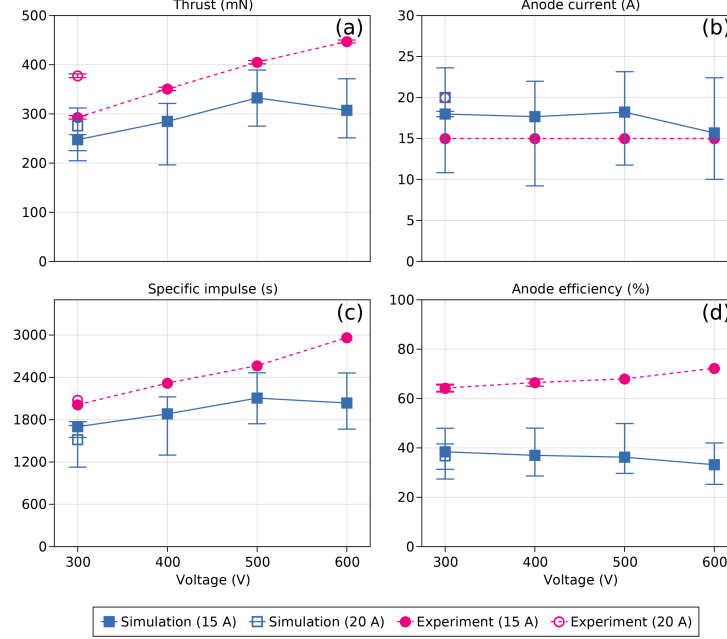 Thrust (mN)
Anode current (A)
(a)
(b)
500
400
300
200
100
0
30
25
20
15
10
5
0
Specific impulse (s)
Anode efficiency (%)
(c)
(d)
3000
2400
1800
1200
600
0
100
80
60
40
20
0
300 400 500 600
300 400 500 600
Voltage (V)
Voltage (V)
Simulation (15 A) Simulation (20 A) Experiment (15 A) Experiment (20 A)